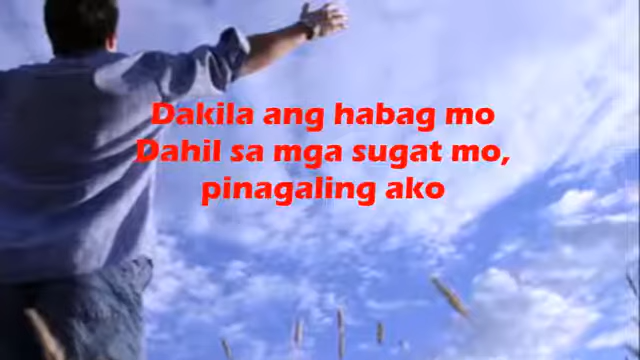 Dakila ang habag mo
Dahil sa mga sugat mo,
pinagaling ako